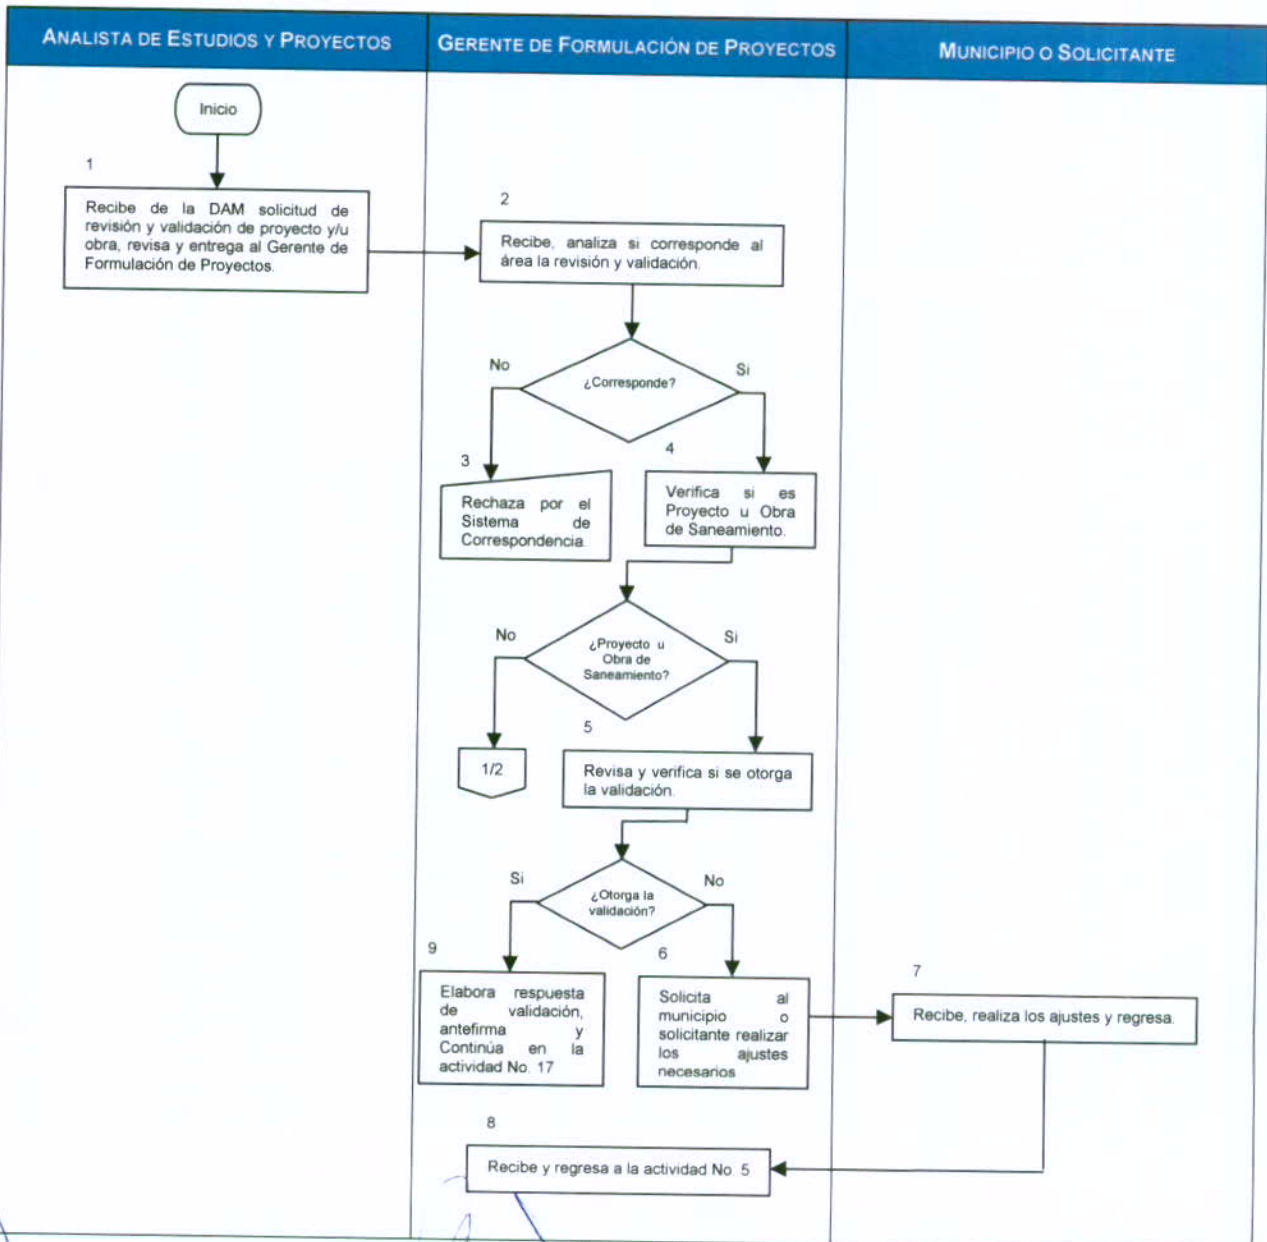 ANALISTA DE ESTUDIOS Y PROYECTOS
GERENTE DE FORMULACIÓN DE PROYECTOS
MUNICIPIO O SOLICITANTE
Inicio
1
Recibe de la DAM solicitud de
revisión y validación de proyecto y/u
obra, revisa y entrega al Gerente de
Formulación de Proyectos.
2
Recibe, analiza si corresponde al
área la revisión y validación.
¿Corresponde?
No
Si
3
Rechaza por el
Sistema de
Correspondencia.
4
Verifica si es
Proyecto u Obra
de Saneamiento.
¿Proyecto u
Obra de
Saneamiento?
No
Si
1/2
5
Revisa y verifica si se otorga
la validación.
¿Otorga la
validación?
Si
No
9
Elabora respuesta
de validación,
antefirma y
Continúa en la
actividad No. 17
6
Solicita al
municipio o
solicitante realizar
los ajustes
necesarios
7
Recibe, realiza los ajustes y regresa.
8
Recibe y regresa a la actividad No. 5